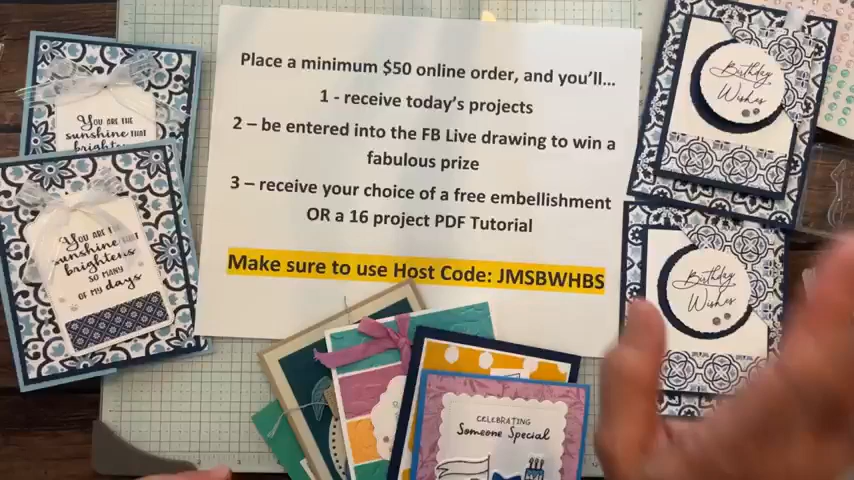 Place a minimum $50 online order, and you'll...
1 - receive today's projects
2 – be entered into the FB Live drawing to win a
fabulous prize
3 – receive your choice of a free embellishment
OR a 16 project PDF Tutorial
Make sure to use Host Code: JMSBWHBS
You are the
sunshine that
You are the
sunshine that
brightens
so many
of my days
Birthday
Wishes
Birthday
Wishes
CELEBRATING
Someone Special